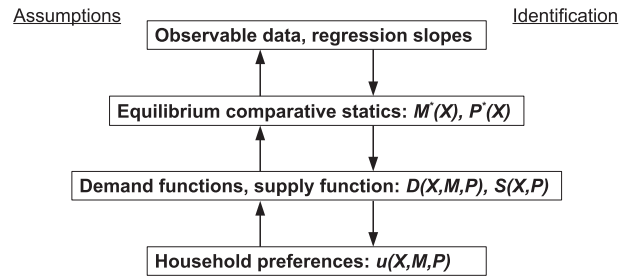 Assumptions
Identification
Observable data, regression slopes
Equilibrium comparative statics: M*(X), P*(X)
Demand functions, supply function: D(X,M,P), S(X,P)
Household preferences: u(X,M,P)